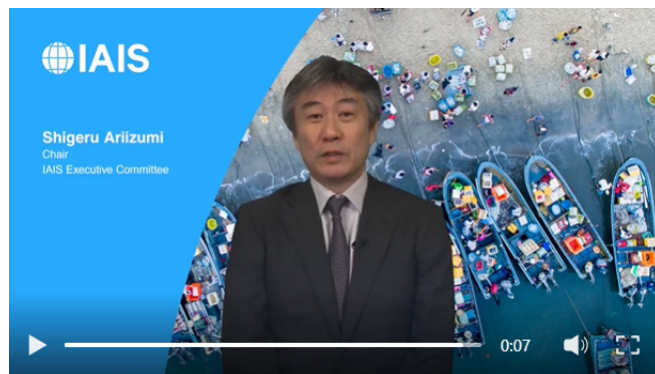 IAIS
Shigeru Ariizumi
Chair
IAIS Executive Committee
0:07